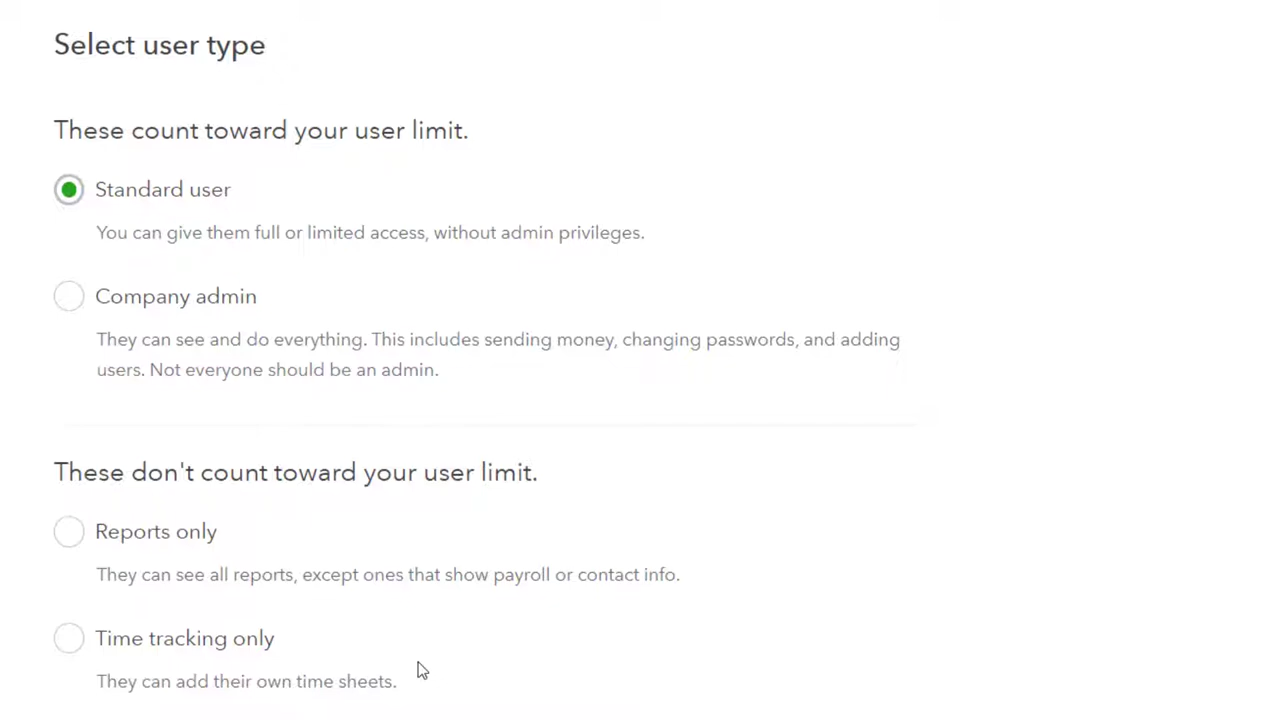 Select user type
These count toward your user limit.
Standard user
You can give them full or limited access, without admin privileges.
Company admin
They can see and do everything. This includes sending money, changing passwords, and adding
users. Not everyone should be an admin.
These don't count toward your user limit.
Reports only
They can see all reports, except ones that show payroll or contact info.
Time tracking only
They can add their own time sheets.